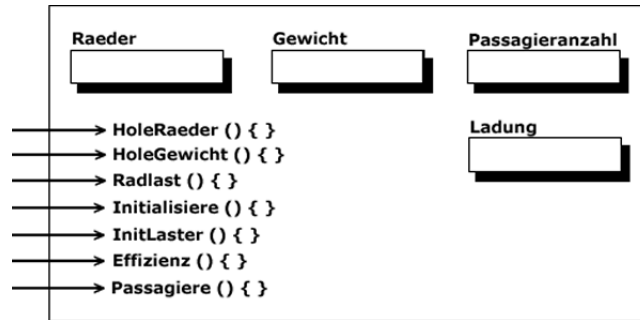 Raeder Gewicht Passagieranzahl
HoleRaeder () { }
Ladung
HoleGewicht () { }
Radlast () { }
Initialisiere () { }
InitLaster () { }
Effizienz () { }
Passagiere () { }